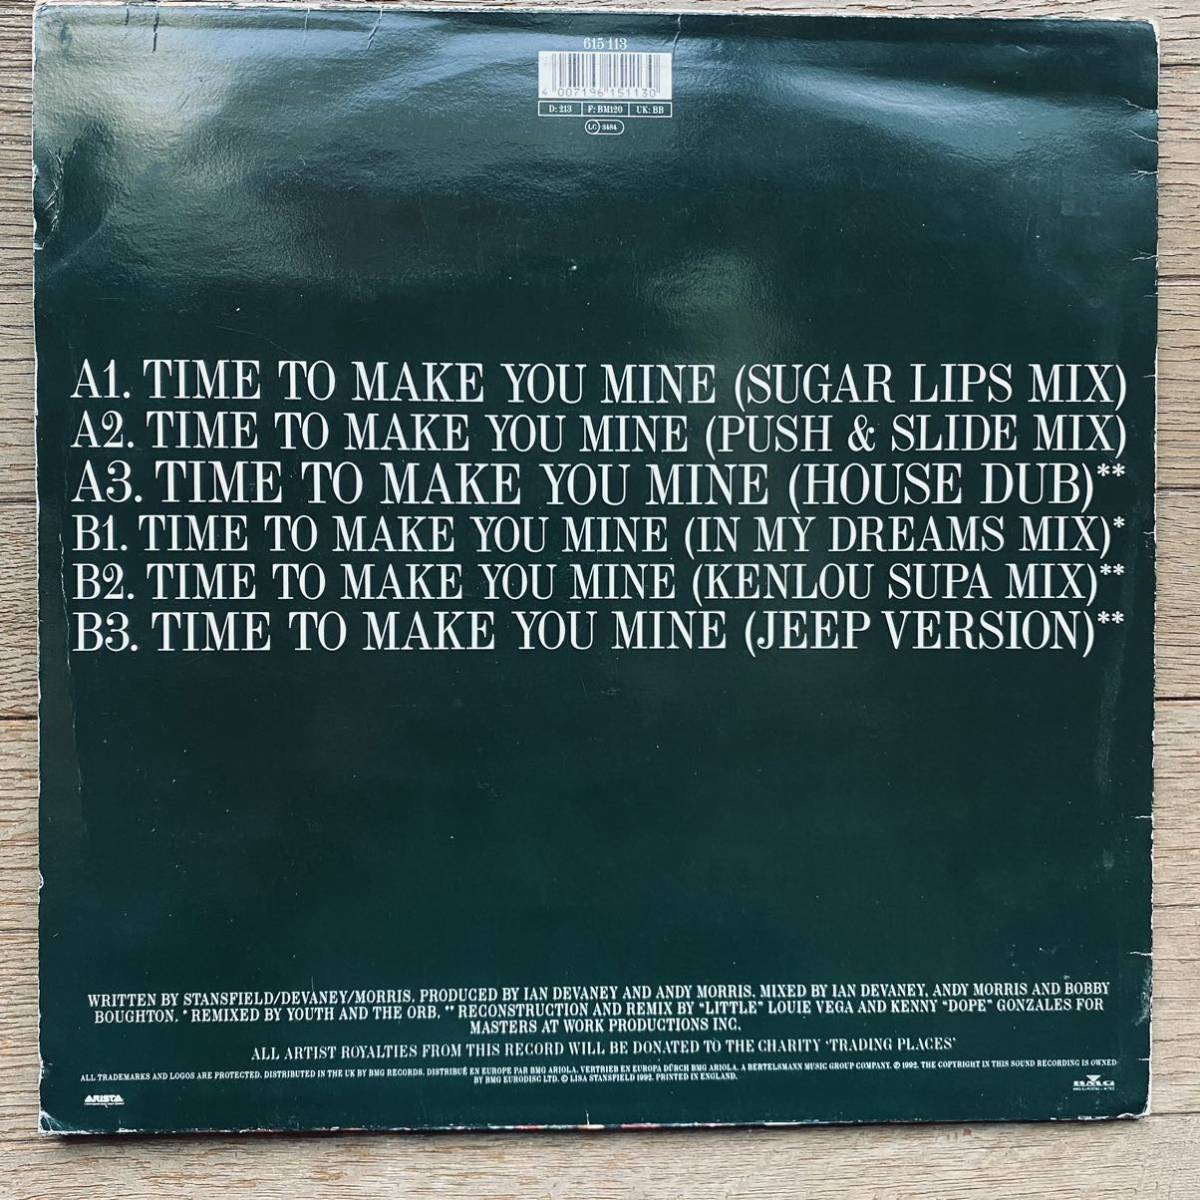 615 113
4 007196 151130
D: 213 F: BM120 UK: BB
LC 3484
A1. TIME TO MAKE YOU MINE (SUGAR LIPS MIX)
A2. TIME TO MAKE YOU MINE (PUSH & SLIDE MIX)
A3. TIME TO MAKE YOU MINE (HOUSE DUB)**
B1. TIME TO MAKE YOU MINE (IN MY DREAMS MIX)*
B2. TIME TO MAKE YOU MINE (KENLOU SUPA MIX)**
B3. TIME TO MAKE YOU MINE (JEEP VERSION)**
WRITTEN BY STANSFIELD/DEVANEY/MORRIS. PRODUCED BY IAN DEVANEY AND ANDY MORRIS. MIXED BY IAN DEVANEY, ANDY MORRIS AND BOBBY
BOUGHTON. * REMIXED BY YOUTH AND THE ORB. ** RECONSTRUCTION AND REMIX BY "LITTLE" LOUIE VEGA AND KENNY "DOPE" GONZALES FOR
MASTERS AT WORK PRODUCTIONS INC.
ALL ARTIST ROYALTIES FROM THIS RECORD WILL BE DONATED TO THE CHARITY 'TRADING PLACES'
ALL TRADEMARKS AND LOGOS ARE PROTECTED. DISTRIBUTED IN THE UK BY BMG RECORDS. DISTRIBUÉ EN EUROPE PAR BMG ARIOLA. VERTRIEB EN EUROPA DÜRCH BMG ARIOLA. A BERTELSMANN MUSIC GROUP COMPANY. ℗ 1992. THE COPYRIGHT IN THIS SOUND RECORDING IS OWNED
BY BMG EURODISC LTD. © LISA STANSFIELD 1992. PRINTED IN ENGLAND.
ARISTA
BMG